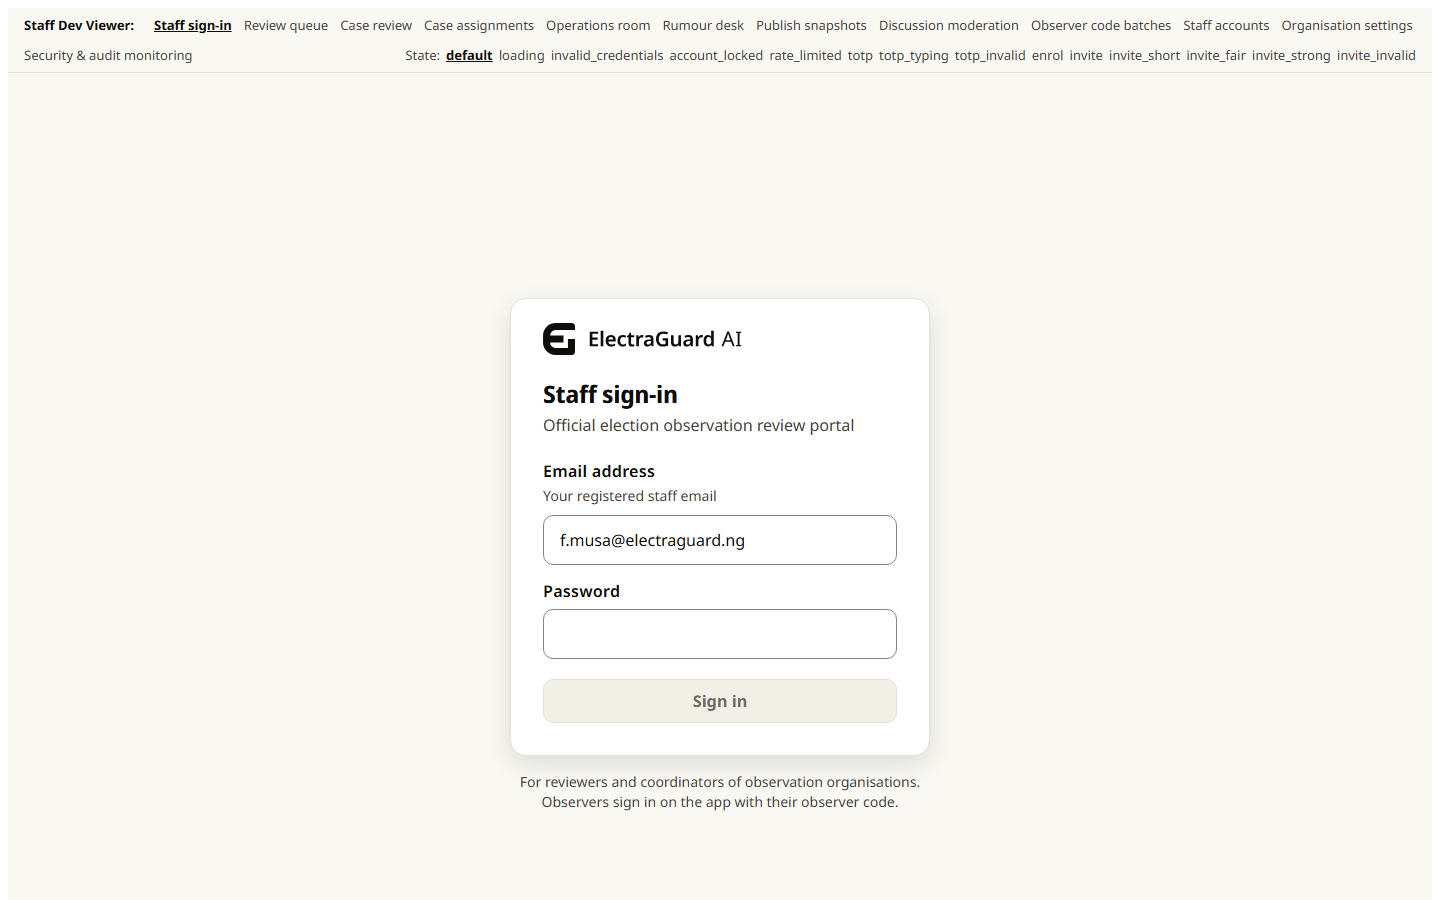 Staff Dev Viewer: Staff sign-in Review queue Case review Case assignments Operations room Rumour desk Publish snapshots Discussion moderation Observer code batches Staff accounts Organisation settings
Security & audit monitoring State: default loading invalid_credentials account_locked rate_limited totp totp_typing totp_invalid enrol invite invite_short invite_fair invite_strong invite_invalid
ElectraGuard AI
Staff sign-in
Official election observation review portal
Email address
Your registered staff email
f.musa@electraguard.ng
Password
Sign in
For reviewers and coordinators of observation organisations.
Observers sign in on the app with their observer code.